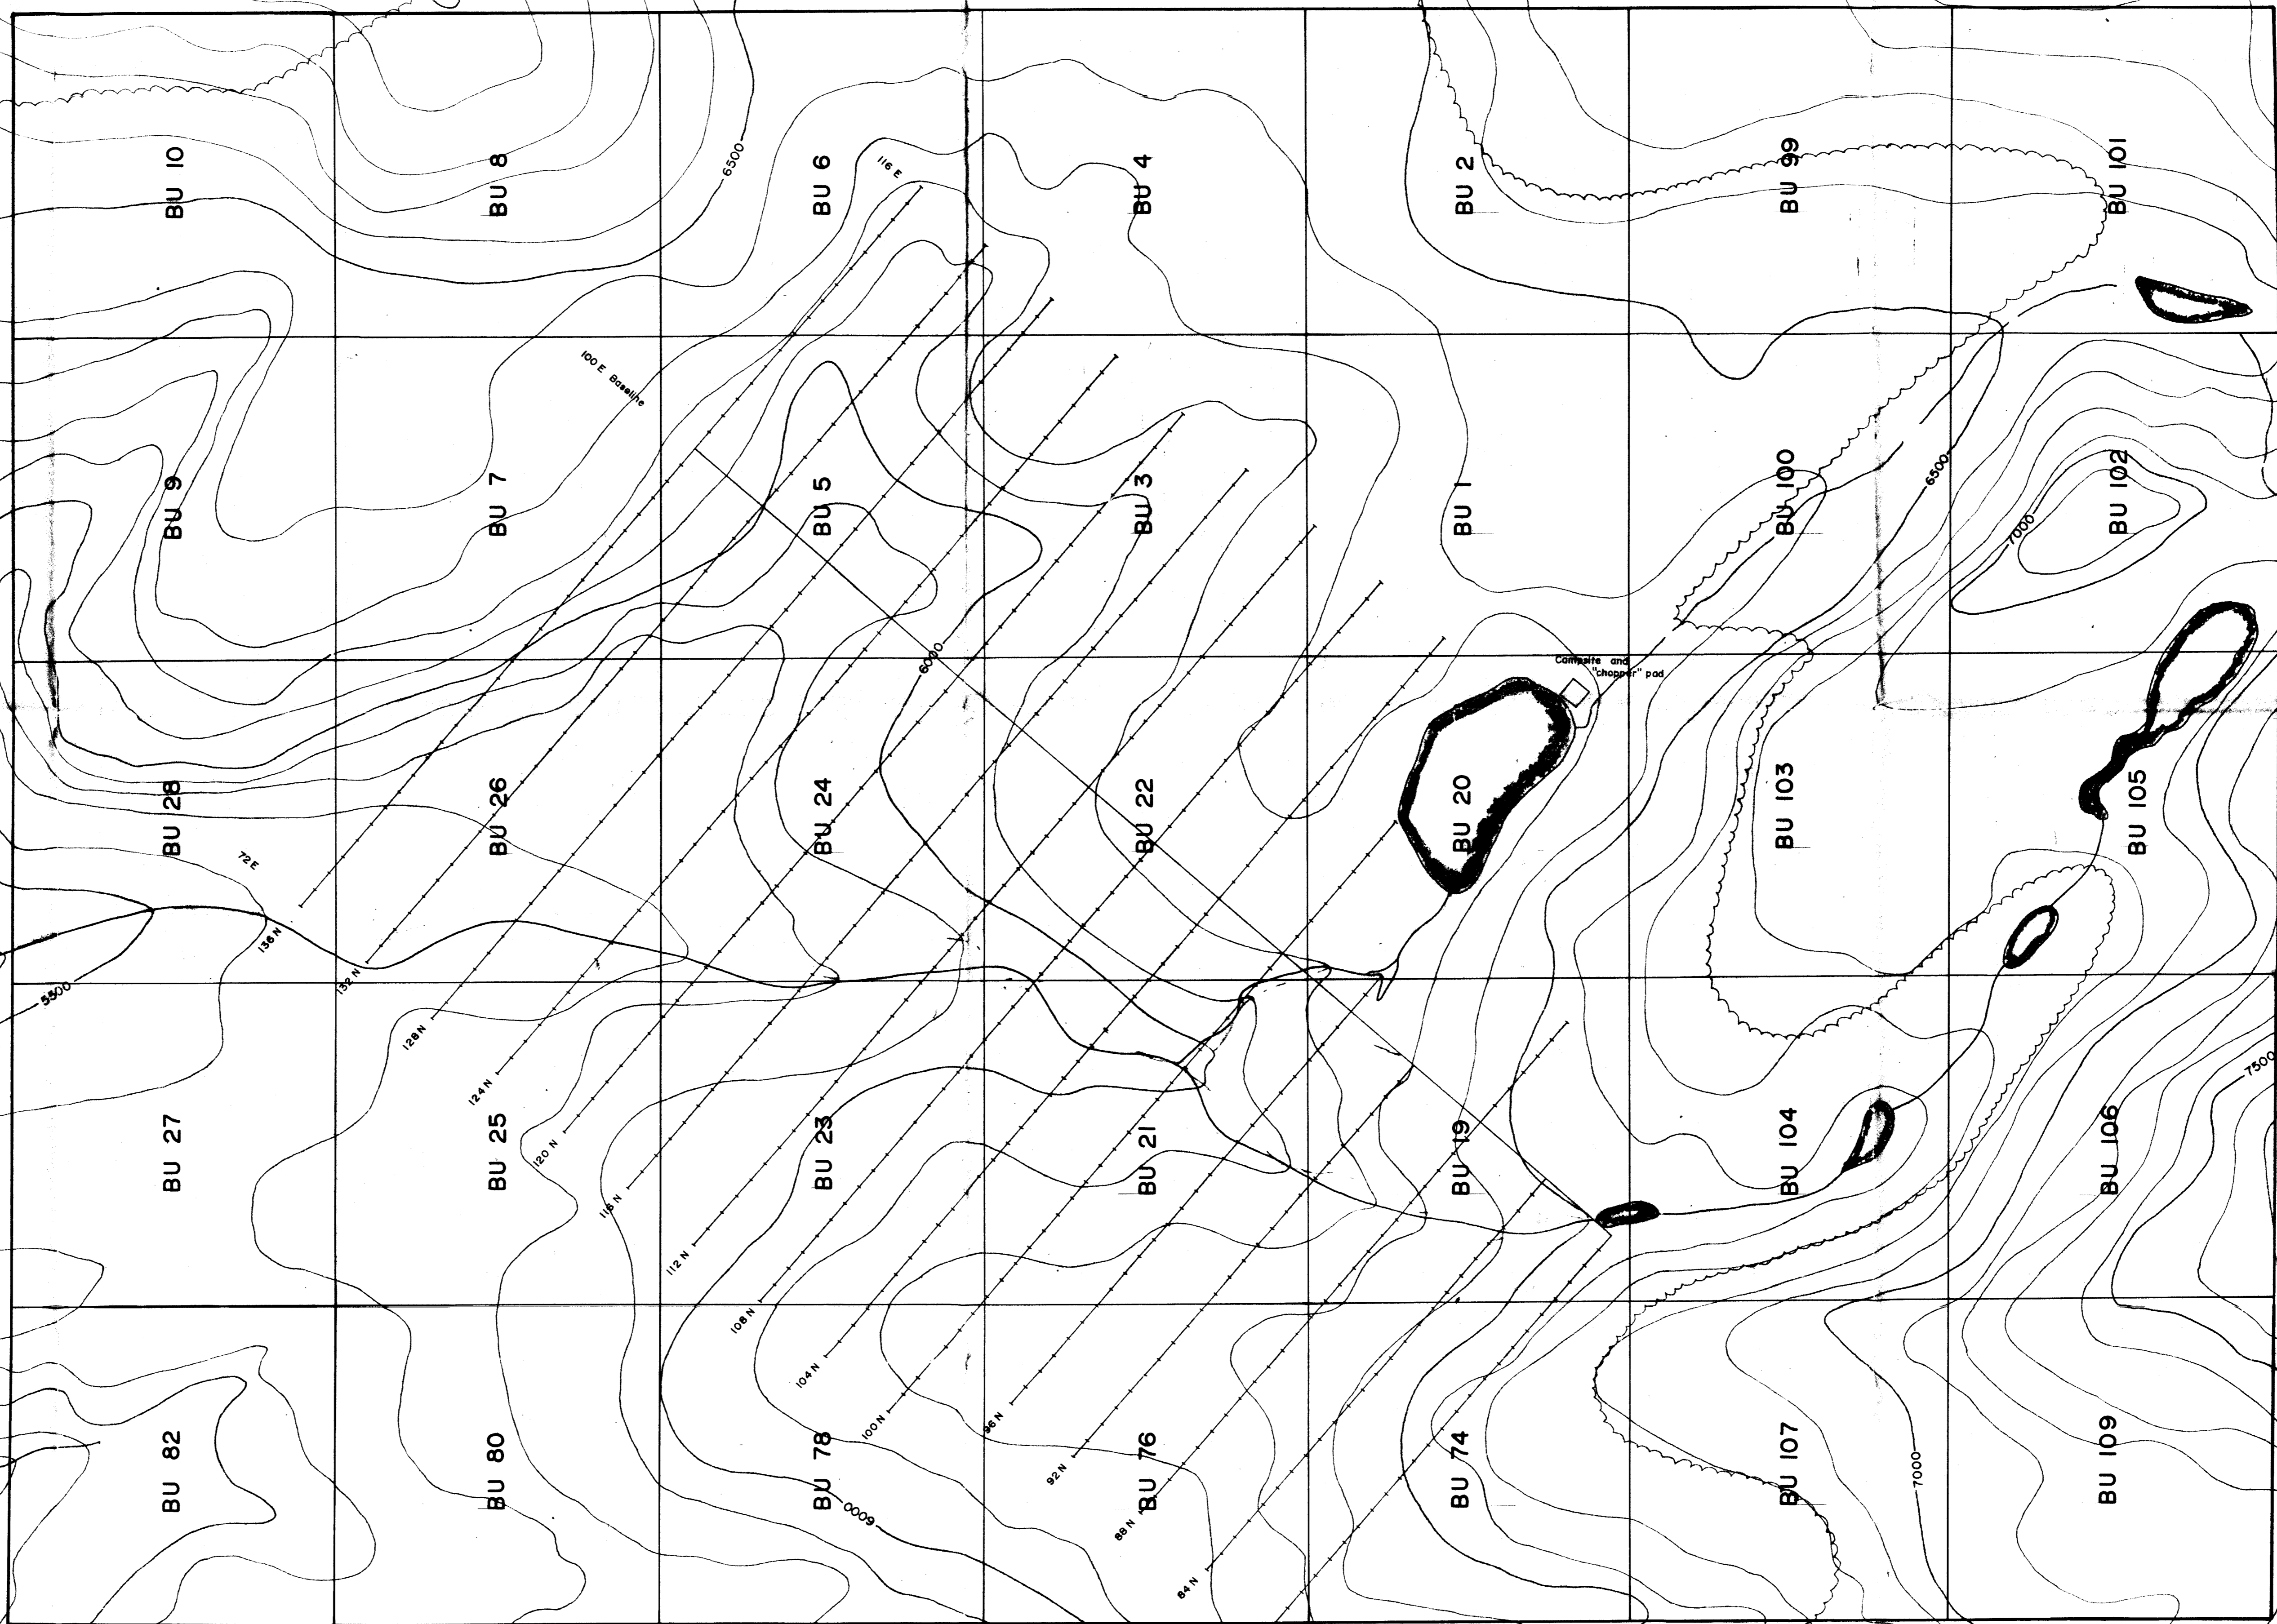 BU 10
BU 8
BU 6
BU 4
BU 2
BU 99
BU 101
6500
116 E
100 E Baseline
BU 9
BU 7
BU 5
BU 3
BU 1
BU 100
BU 102
6500
7000
6000
Campsite and
"chopper" pad
BU 28
BU 26
BU 24
BU 22
BU 20
BU 103
BU 105
72 E
136 N
132 N
128 N
124 N
120 N
116 N
112 N
108 N
104 N
100 N
96 N
92 N
88 N
84 N
5500
7500
BU 27
BU 25
BU 23
BU 21
BU 19
BU 104
BU 106
BU 82
BU 80
BU 78
BU 76
BU 74
BU 107
BU 109
6000
7000